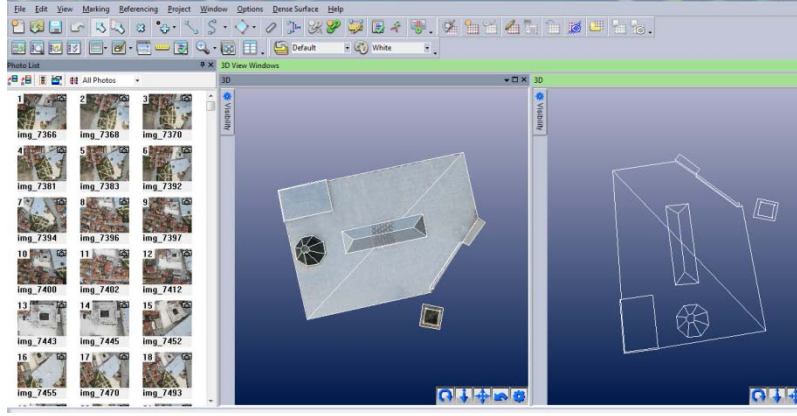 File Edit View Marking Referencing Project Window Options Dense Surface Help
Default White
Photo List 3D View Windows
All Photos 3D 3D
Visibility Visibility
1 2 3
img_7366 img_7368 img_7370
4 5 6
img_7381 img_7383 img_7392
7 8 9
img_7394 img_7396 img_7397
10 11 12
img_7400 img_7402 img_7412
13 14 15
img_7443 img_7445 img_7452
16 17 18
img_7455 img_7470 img_7493